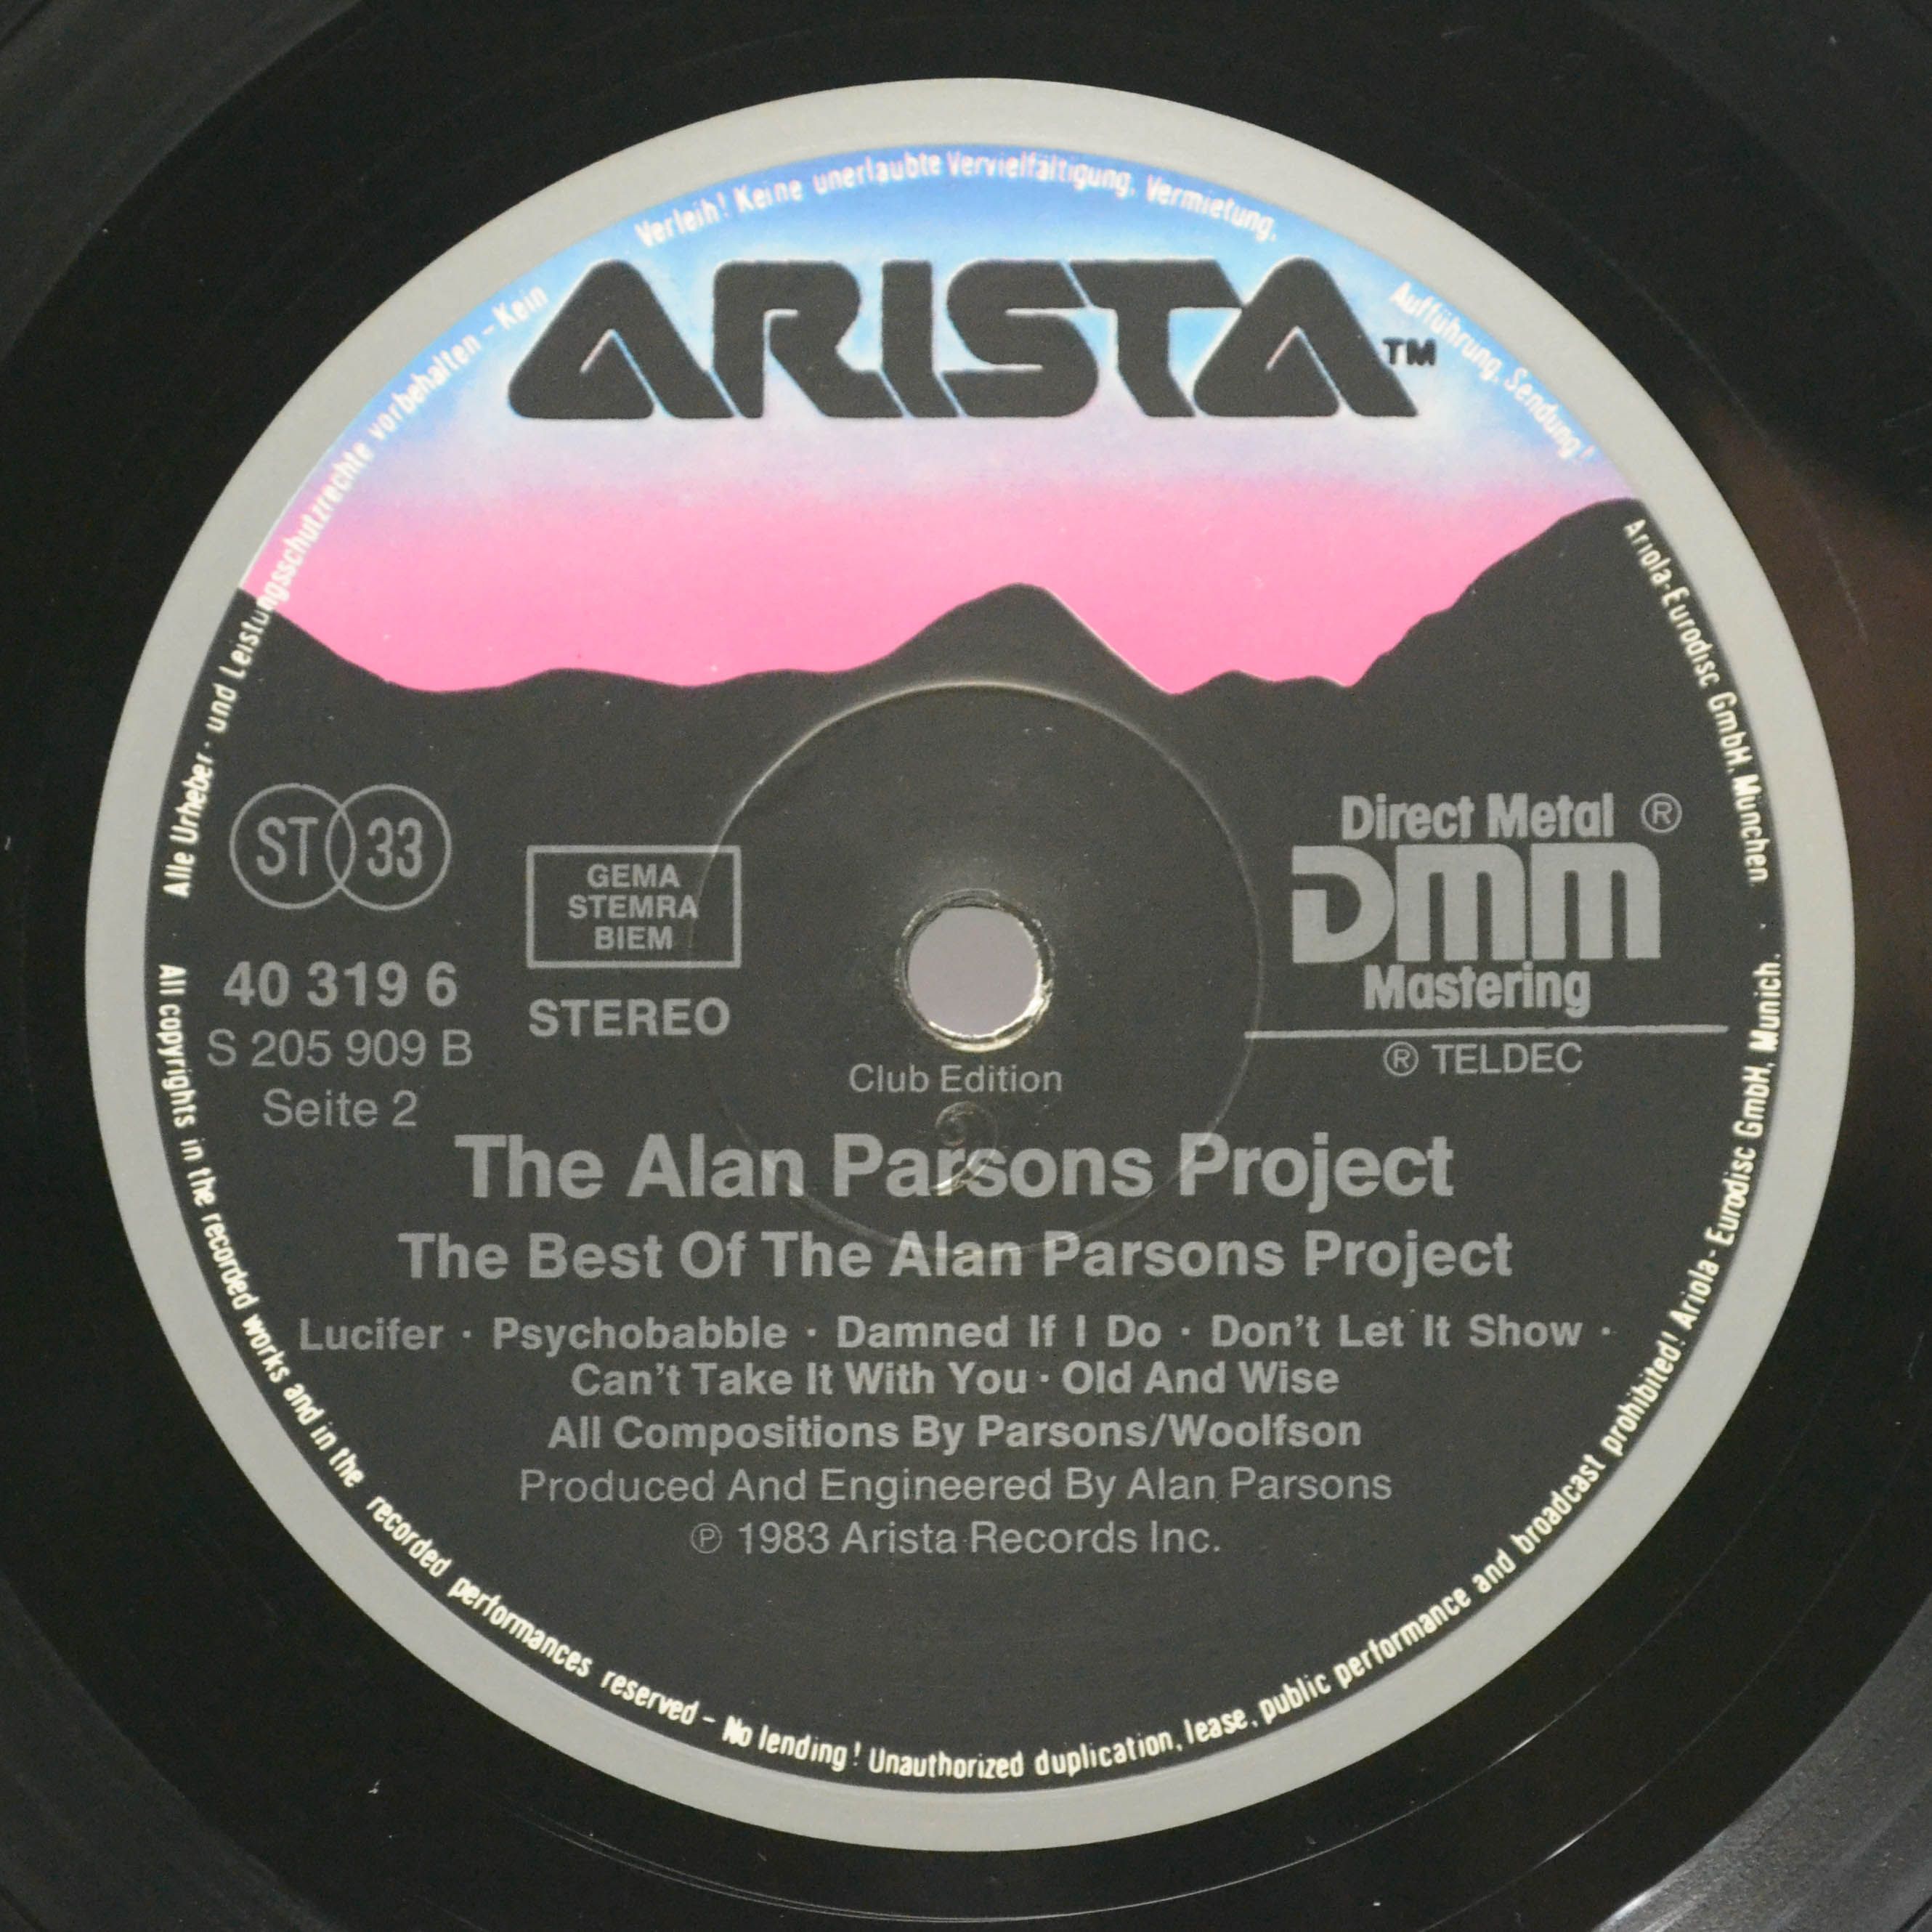 Alle Urheber- und Leistungsschutzrechte vorbehalten – Kein Verleih! Keine unerlaubte Vervielfältigung, Vermietung, Aufführung, Sendung! Ariola-Eurodisc GmbH, München.
ARISTA™
ST 33
GEMA
STEMRA
BIEM
Direct Metal ®
DMM
Mastering
® TELDEC
40 319 6
S 205 909 B
Seite 2
STEREO
Club Edition
The Alan Parsons Project
The Best Of The Alan Parsons Project
Lucifer · Psychobabble · Damned If I Do · Don't Let It Show ·
Can't Take It With You · Old And Wise
All Compositions By Parsons/Woolfson
Produced And Engineered By Alan Parsons
℗ 1983 Arista Records Inc.
All copyrights in the recorded works and in the recorded performances reserved – No lending! Unauthorized duplication, lease, public performance and broadcast prohibited! Ariola-Eurodisc GmbH, Munich.